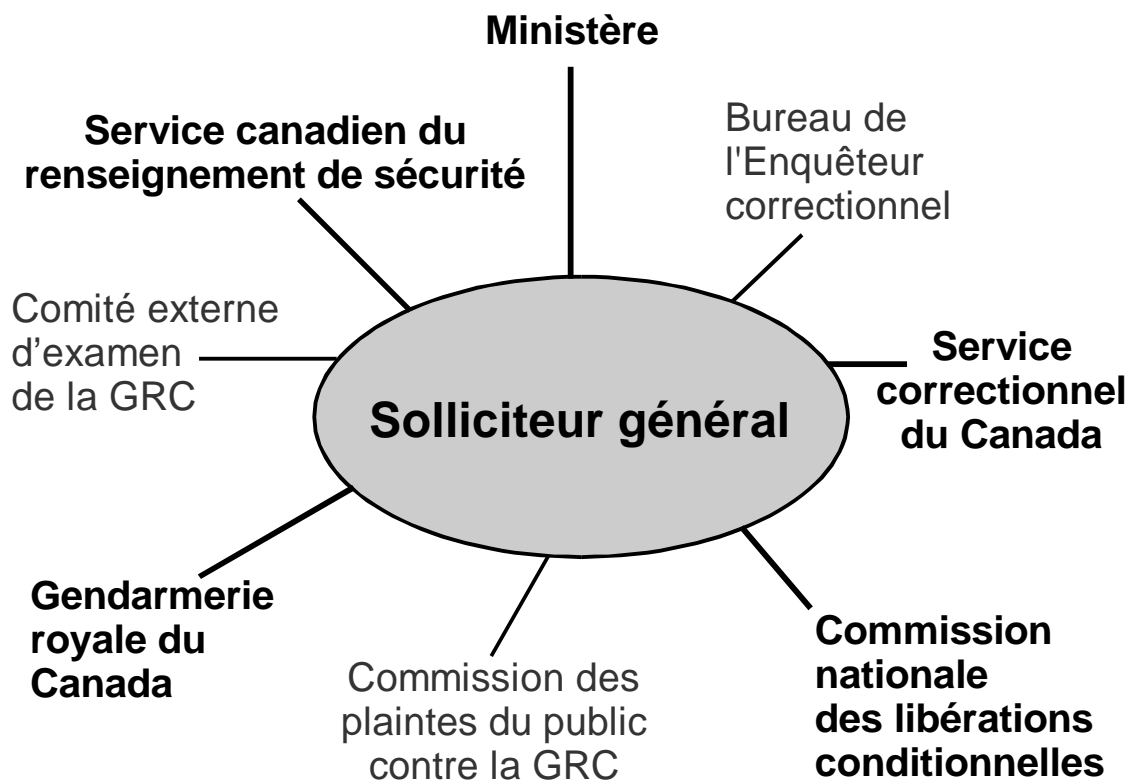 Ministère
Service canadien du
renseignement de sécurité
Bureau de
l'Enquêteur
correctionnel
Comité externe
d’examen
de la GRC
Service
correctionnel
du Canada
Solliciteur général
Gendarmerie
royale du
Canada
Commission des
plaintes du public
contre la GRC
Commission
nationale
des libérations
conditionnelles